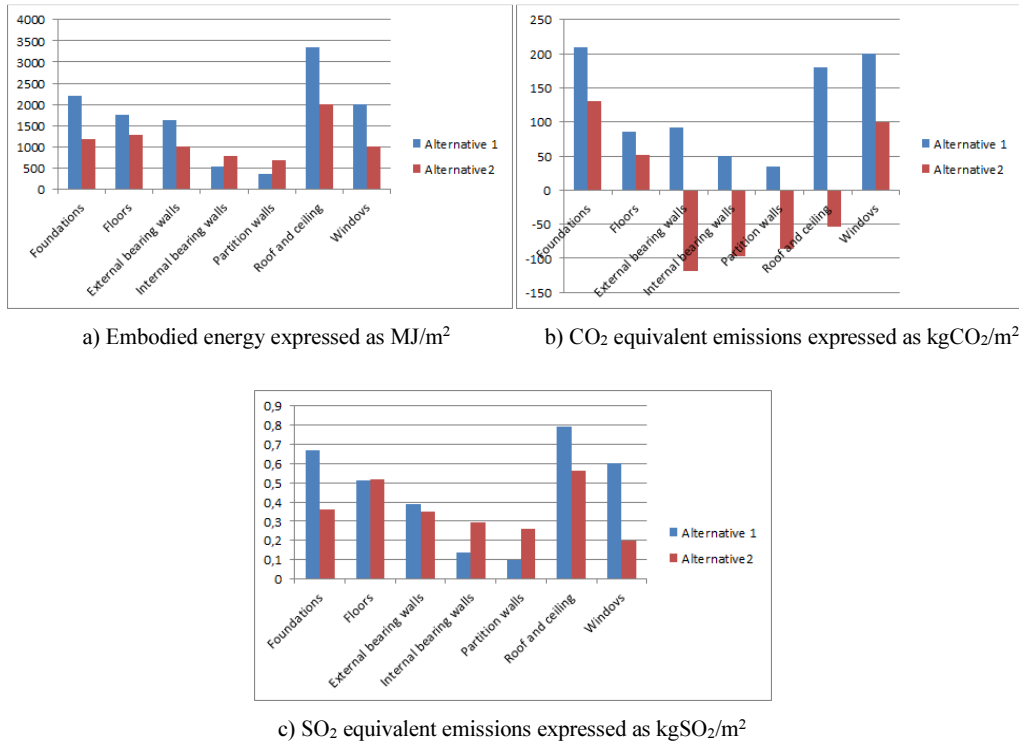 4000
3500
3000
2500
2000
1500
1000
500
0
Foundations
Floors
External bearing walls
Internal bearing walls
Partition walls
Roof and ceiling
Windovs
Alternative 1
Alternative2
a) Embodied energy expressed as MJ/m²
250
200
150
100
50
0
-50
-100
-150
Foundations
Floors
External bearing walls
Internal bearing walls
Partition walls
Roof and ceiling
Windovs
Alternative 1
Alternative2
b) CO₂ equivalent emissions expressed as kgCO₂/m²
0,9
0,8
0,7
0,6
0,5
0,4
0,3
0,2
0,1
0
Foundations
Floors
External bearing walls
Internal bearing walls
Partition walls
Roof and ceiling
Windovs
Alternative 1
Alternative2
c) SO₂ equivalent emissions expressed as kgSO₂/m²